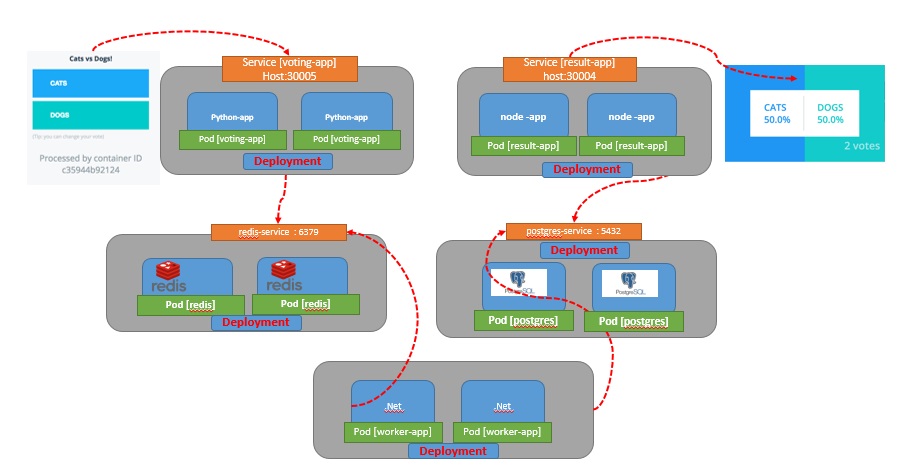 Cats vs Dogs!
CATS
DOGS
(Tip: you can change your vote)
Processed by container ID
c35944b92124
Service [voting-app]
Host:30005
Python-app
Python-app
Pod [voting-app]
Pod [voting-app]
Deployment
Service [result-app]
host:30004
node -app
node -app
Pod [result-app]
Pod [result-app]
Deployment
CATS
50.0%
DOGS
50.0%
2 votes
redis-service : 6379
redis
redis
Pod [redis]
Pod [redis]
Deployment
postgres-service : 5432
Deployment
PostgreSQL
PostgreSQL
Pod [postgres]
Pod [postgres]
.Net
.Net
Pod [worker-app]
Pod [worker-app]
Deployment